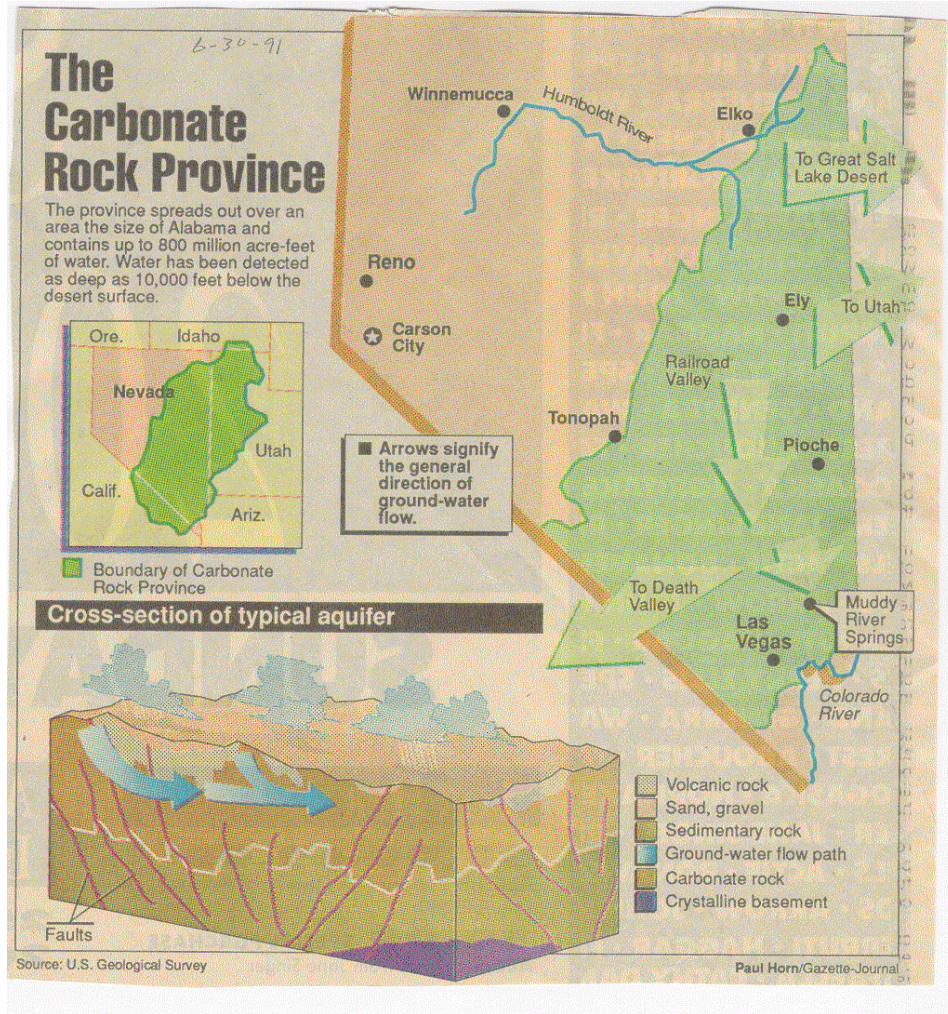 6-30-91
The
Carbonate
Rock Province
The province spreads out over an
area the size of Alabama and
contains up to 800 million acre-feet
of water. Water has been detected
as deep as 10,000 feet below the
desert surface.
Ore.
Idaho
Nevada
Utah
Calif.
Ariz.
Boundary of Carbonate
Rock Province
Winnemucca
Humboldt River
Elko
To Great Salt
Lake Desert
Reno
Carson
City
Ely
To Utah
Railroad
Valley
Tonopah
Pioche
Arrows signify
the general
direction of
ground-water
flow.
To Death
Valley
Las
Vegas
Muddy
River
Springs
Colorado
River
Cross-section of typical aquifer
Faults
Volcanic rock
Sand, gravel
Sedimentary rock
Ground-water flow path
Carbonate rock
Crystalline basement
Source: U.S. Geological Survey
Paul Horn/Gazette-Journal